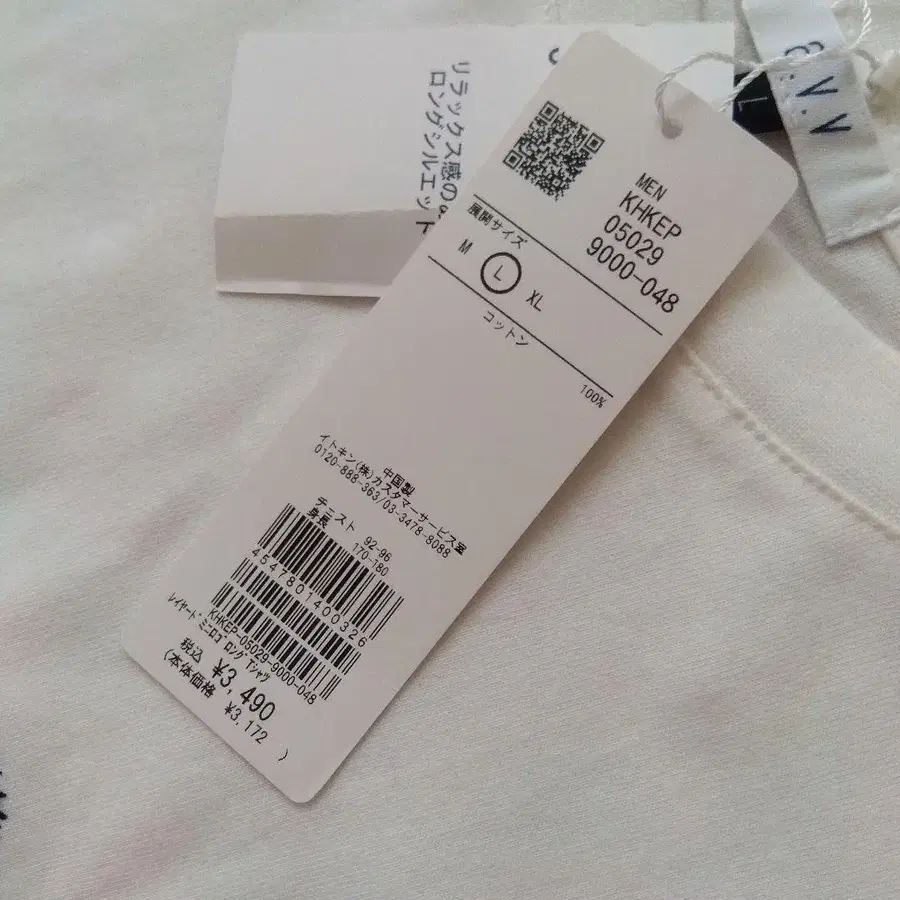 リラックス感の
ロングシルエット
MEN
KHKEP
05029
9000-048
展開サイズ
M L XL
コットン
100%
中国製
イトキン(株)カスタマーサービス室
0120-888-363/03-3478-8088
チェスト 92-96
身長 170-180
4547801400326
KHKEP-05029-9000-048
レイヤード ミニロゴ ロングTシャツ
税込 ¥3,490
(本体価格 ¥3,172 )
L
a.v.v